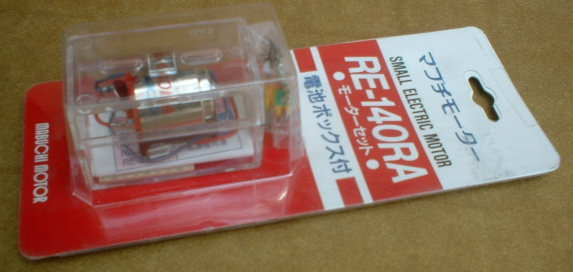 マブチモーター
SMALL ELECTRIC MOTOR
RE-140RA
●モーターセット●
電池ボックス付
MABUCHI MOTOR